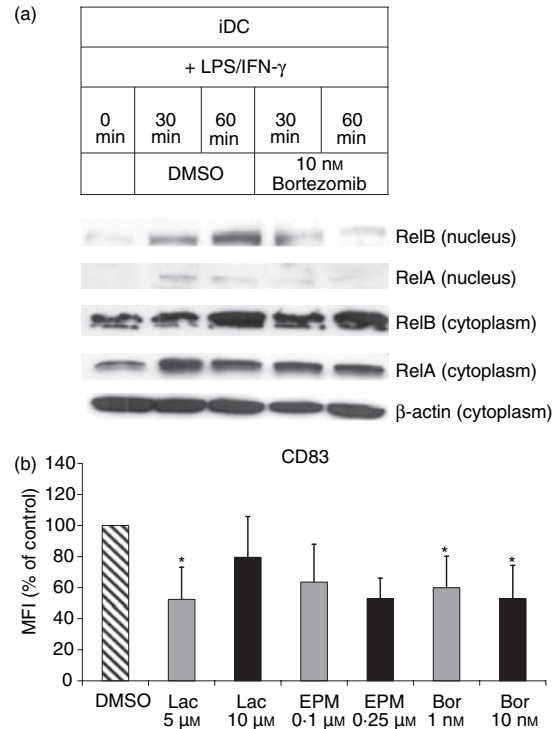 (a)
iDC
+ LPS/IFN-γ
0 min
30 min
60 min
30 min
60 min
DMSO
10 nM Bortezomib
RelB (nucleus)
RelA (nucleus)
RelB (cytoplasm)
RelA (cytoplasm)
β-actin (cytoplasm)
(b)
CD83
MFI (% of control)
140
120
100
80
60
40
20
0
*
*
*
DMSO
Lac 5 μM
Lac 10 μM
EPM 0·1 μM
EPM 0·25 μM
Bor 1 nM
Bor 10 nM